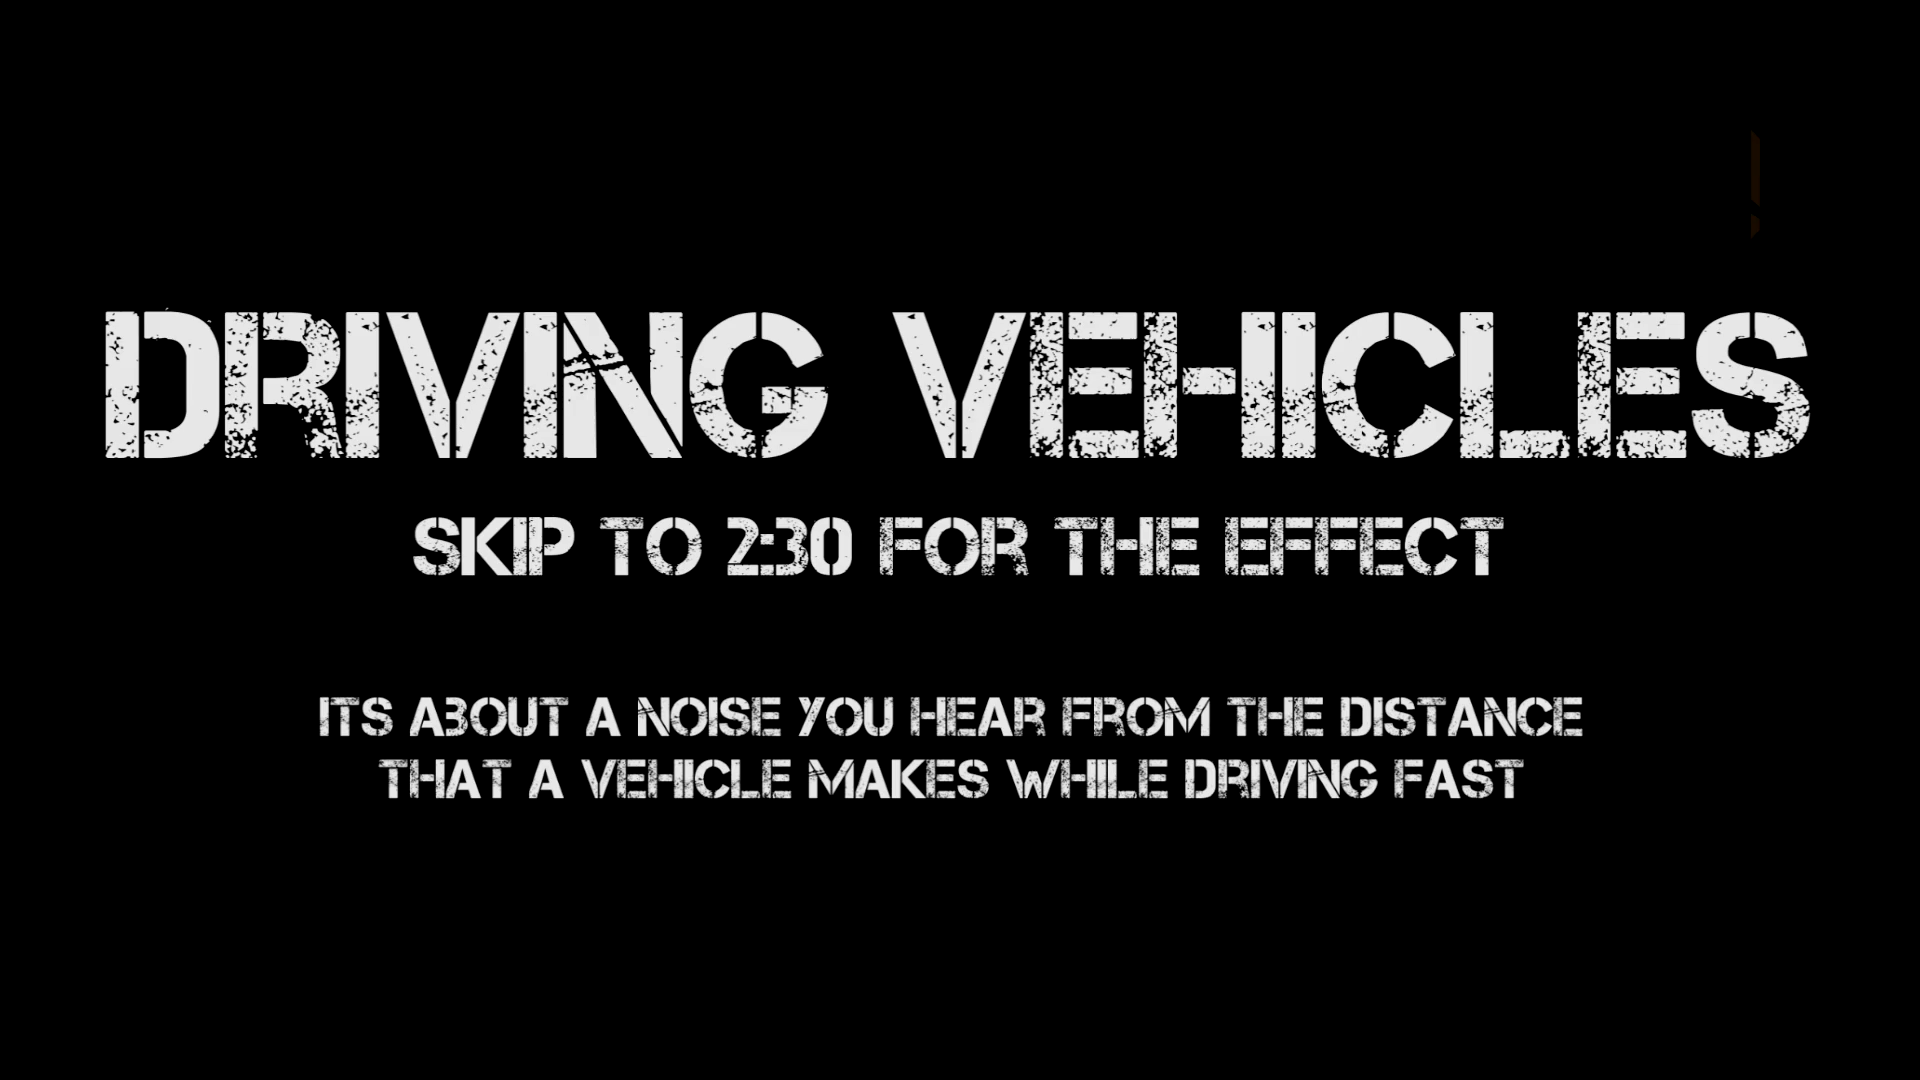 DRIVING VEHICLES
SKIP TO 2:30 FOR THE EFFECT
ITS ABOUT A NOISE YOU HEAR FROM THE DISTANCE
THAT A VEHICLE MAKES WHILE DRIVING FAST